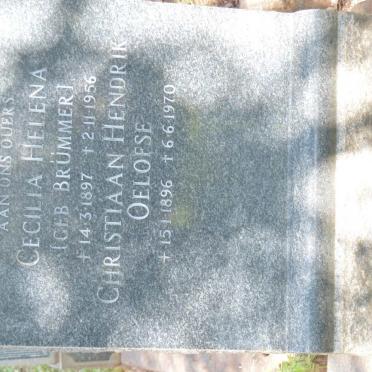 AAN ONS OUERS
CECILIA HELENA
(GEB BRÜMMER)
+ 14.3.1897 + 2.11.1956
CHRISTIAAN HENDRIK
OELOFSE
+ 15.1.1896 + 6.6.1970